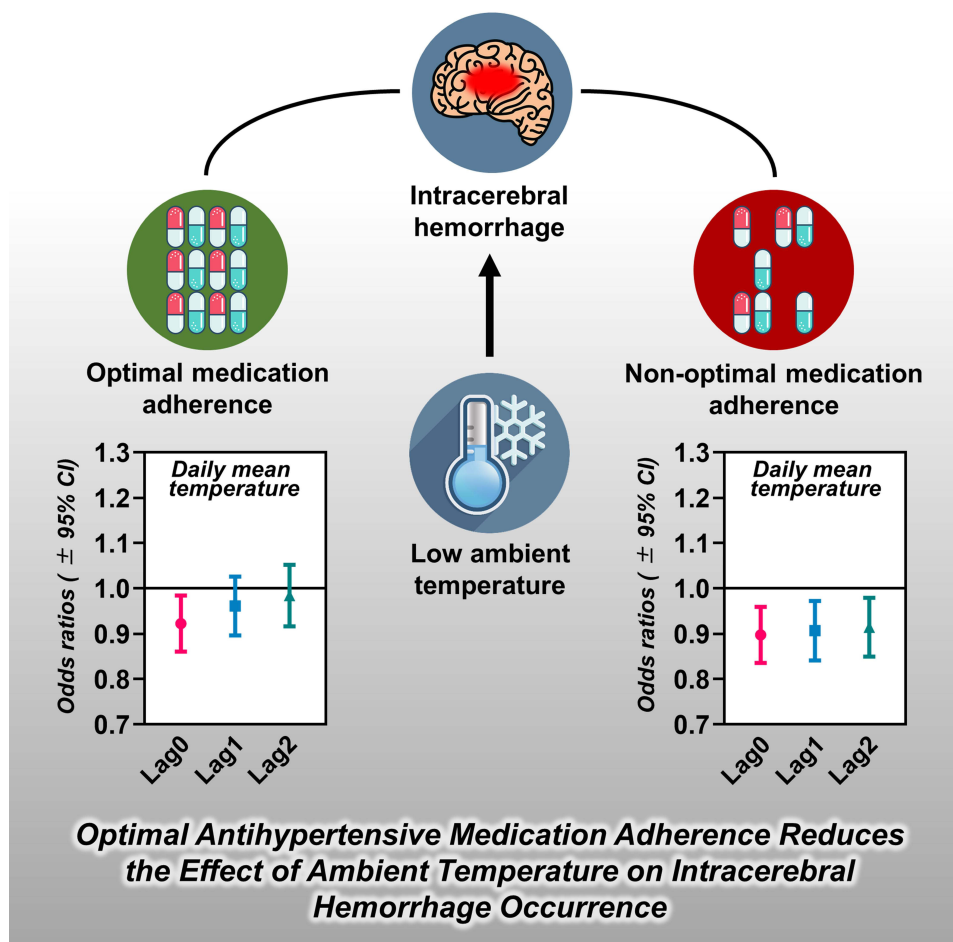 Intracerebral
hemorrhage
Optimal medication
adherence
Non-optimal medication
adherence
Low ambient
temperature
Odds ratios ( ± 95% CI)
1.3
1.2
1.1
1.0
0.9
0.8
0.7
Daily mean
temperature
Lag0
Lag1
Lag2
Odds ratios ( ± 95% CI)
1.3
1.2
1.1
1.0
0.9
0.8
0.7
Daily mean
temperature
Lag0
Lag1
Lag2
Optimal Antihypertensive Medication Adherence Reduces
the Effect of Ambient Temperature on Intracerebral
Hemorrhage Occurrence